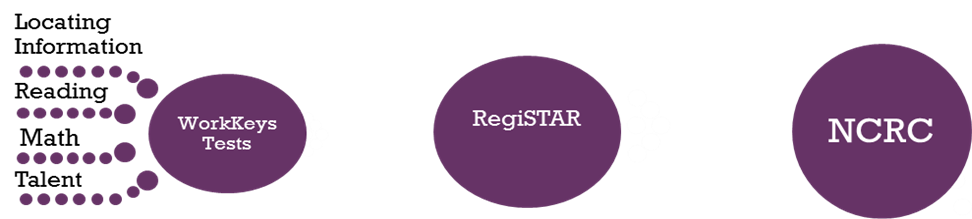 Locating
Information
Reading
Math
Talent
WorkKeys
Tests
RegiSTAR
NCRC